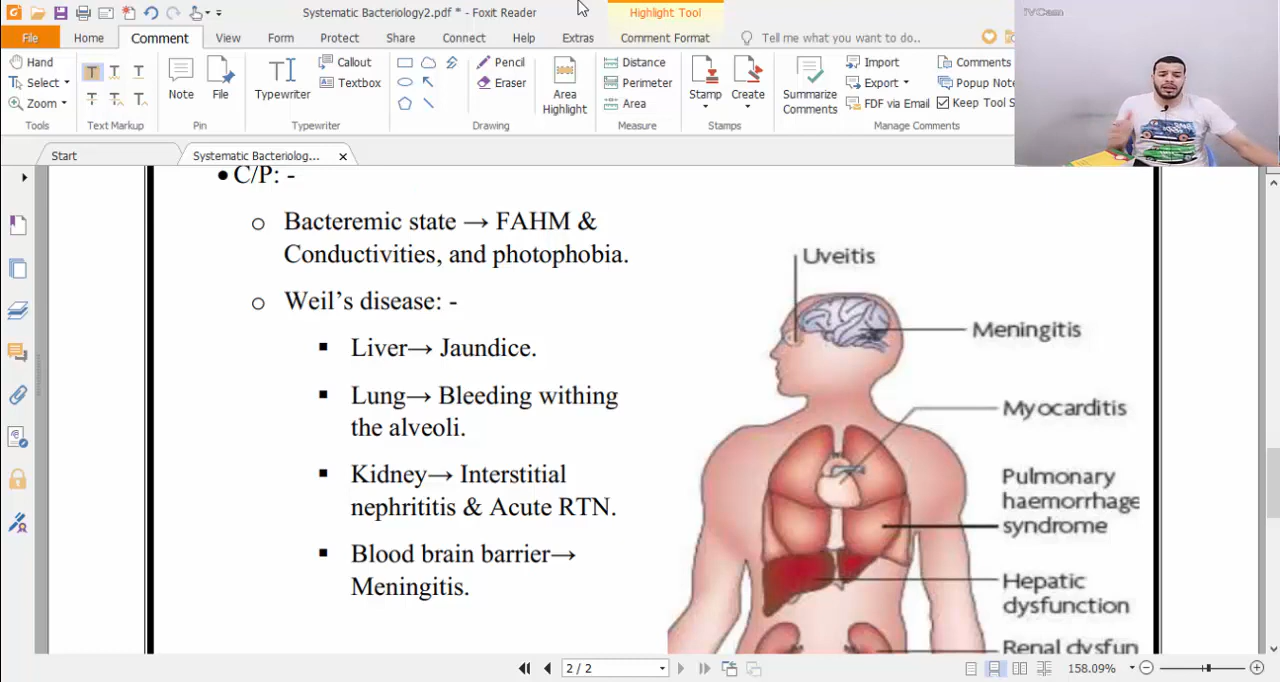 Systematic Bacteriology2.pdf * - Foxit Reader
Highlight Tool
IVCam
File
Home
Comment
View
Form
Protect
Share
Connect
Help
Extras
Comment Format
Tell me what you want to do..
Hand
Select
Zoom
Tools
T T T
T T T
Text Markup
Note
File
Pin
Typewriter
Callout
Textbox
Typewriter
Pencil
Eraser
Drawing
Area
Highlight
Distance
Perimeter
Area
Measure
Stamp
Create
Stamps
Summarize
Comments
Import
Export
FDF via Email
Comments
Popup Note
Keep Tool S
Manage Comments
Start
Systematic Bacteriolog...
• C/P: -
o Bacteremic state → FAHM &
Conductivities, and photophobia.
o Weil's disease: -
▪ Liver→ Jaundice.
▪ Lung→ Bleeding withing
the alveoli.
▪ Kidney→ Interstitial
nephrititis & Acute RTN.
▪ Blood brain barrier→
Meningitis.
Uveitis
Meningitis
Myocarditis
Pulmonary
haemorrhage
syndrome
Hepatic
dysfunction
Renal dysfun
2 / 2
158.09%